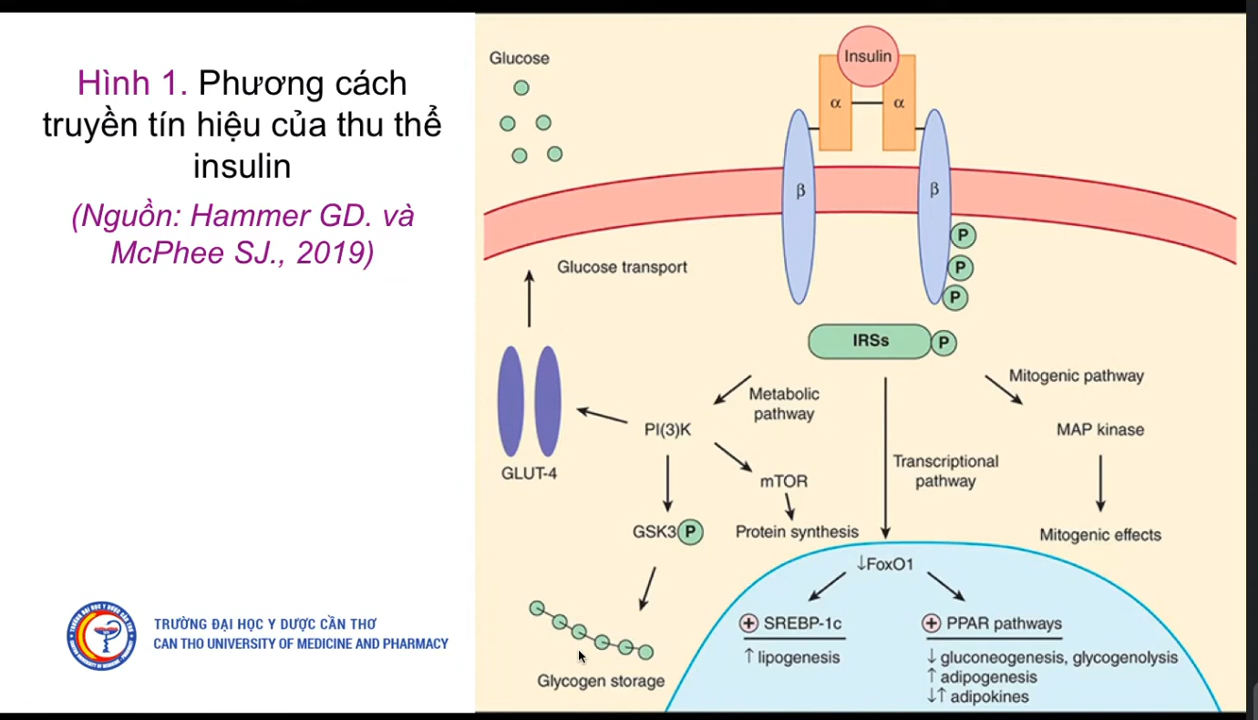 Hình 1. Phương cách
truyền tín hiệu của thu thể
insulin
(Nguồn: Hammer GD. và
McPhee SJ., 2019)
TRƯỜNG ĐẠI HỌC Y DƯỢC CẦN THƠ
CAN THO UNIVERSITY OF MEDICINE AND PHARMACY
Glucose
Insulin
α
α
β
β
P
P
P
Glucose transport
IRSs
P
Metabolic
pathway
Mitogenic pathway
PI(3)K
MAP kinase
GLUT-4
mTOR
Transcriptional
pathway
GSK3 P
Protein synthesis
Mitogenic effects
↓FoxO1
+ SREBP-1c
+ PPAR pathways
↑ lipogenesis
↓ gluconeogenesis, glycogenolysis
↑ adipogenesis
↓↑ adipokines
Glycogen storage